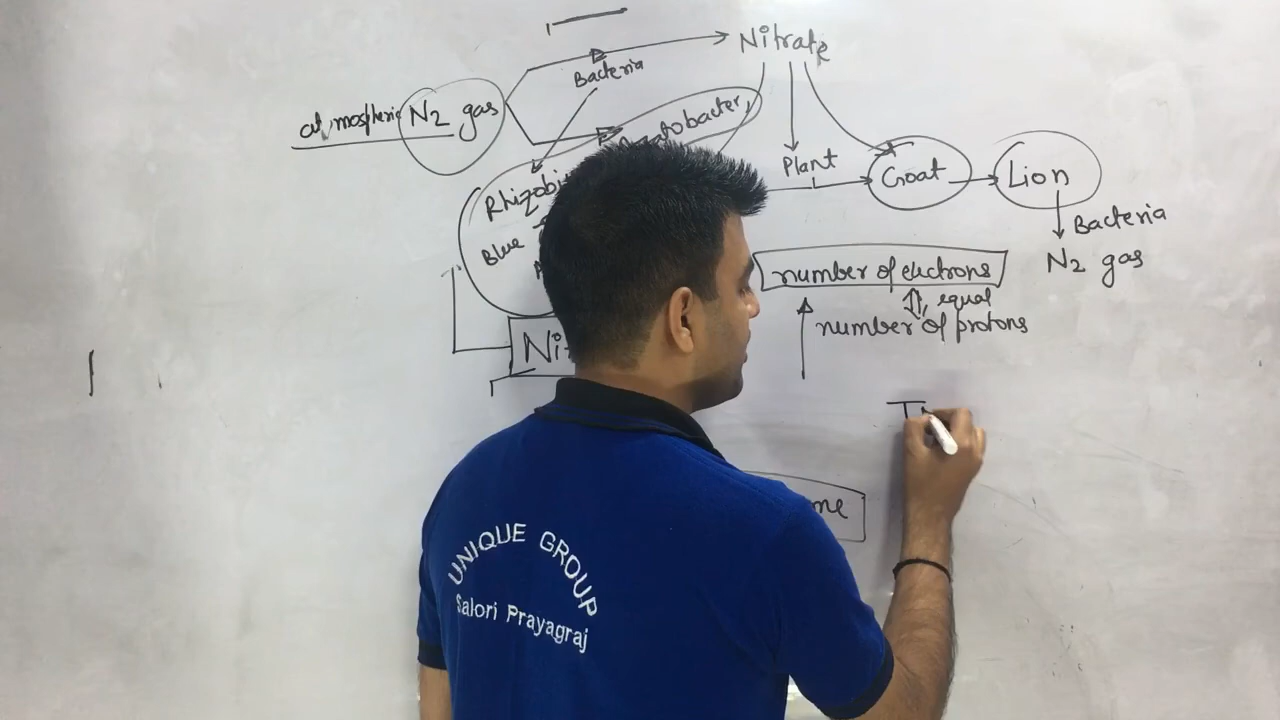 Nitrate
Bacteria
atmospheric N2 gas
Plant
Goat
Lion
Bacteria
N2 gas
Blue
number of electrons
equal
number of protons
UNIQUE GROUP
Salori Prayagraj